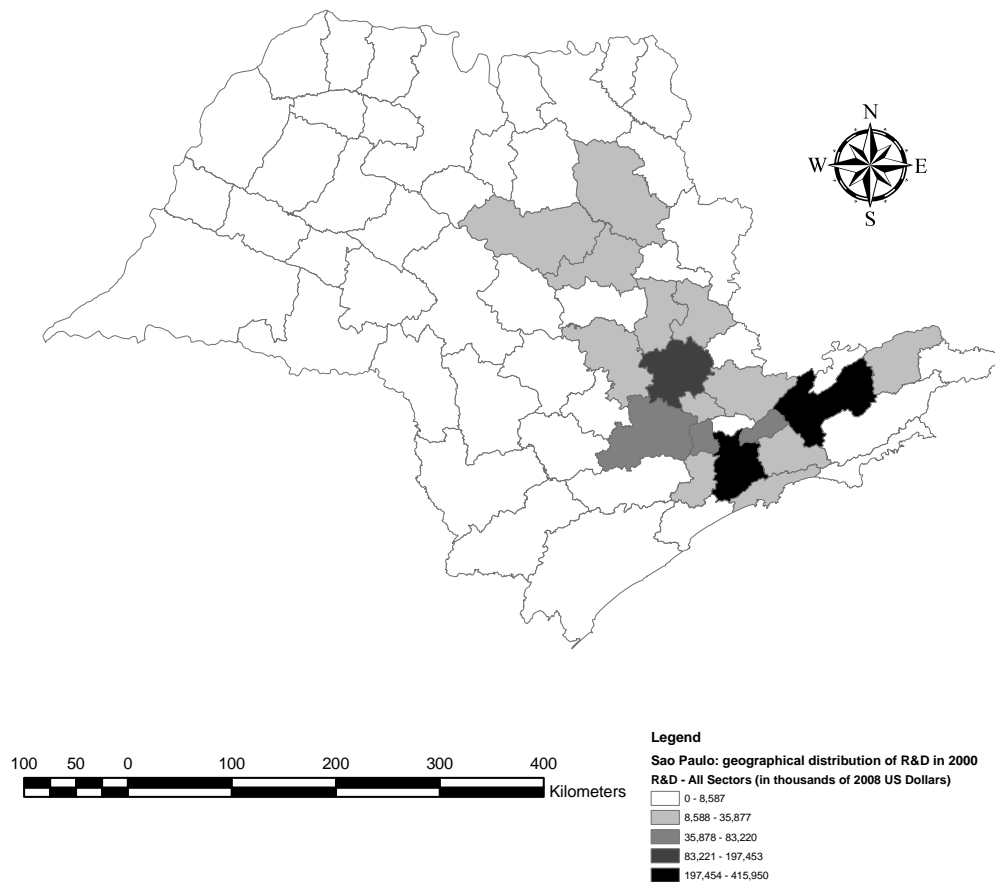 N
W E
S
100 50 0 100 200 300 400
Kilometers
Legend
Sao Paulo: geographical distribution of R&D in 2000
R&D - All Sectors (in thousands of 2008 US Dollars)
0 - 8,587
8,588 - 35,877
35,878 - 83,220
83,221 - 197,453
197,454 - 415,950